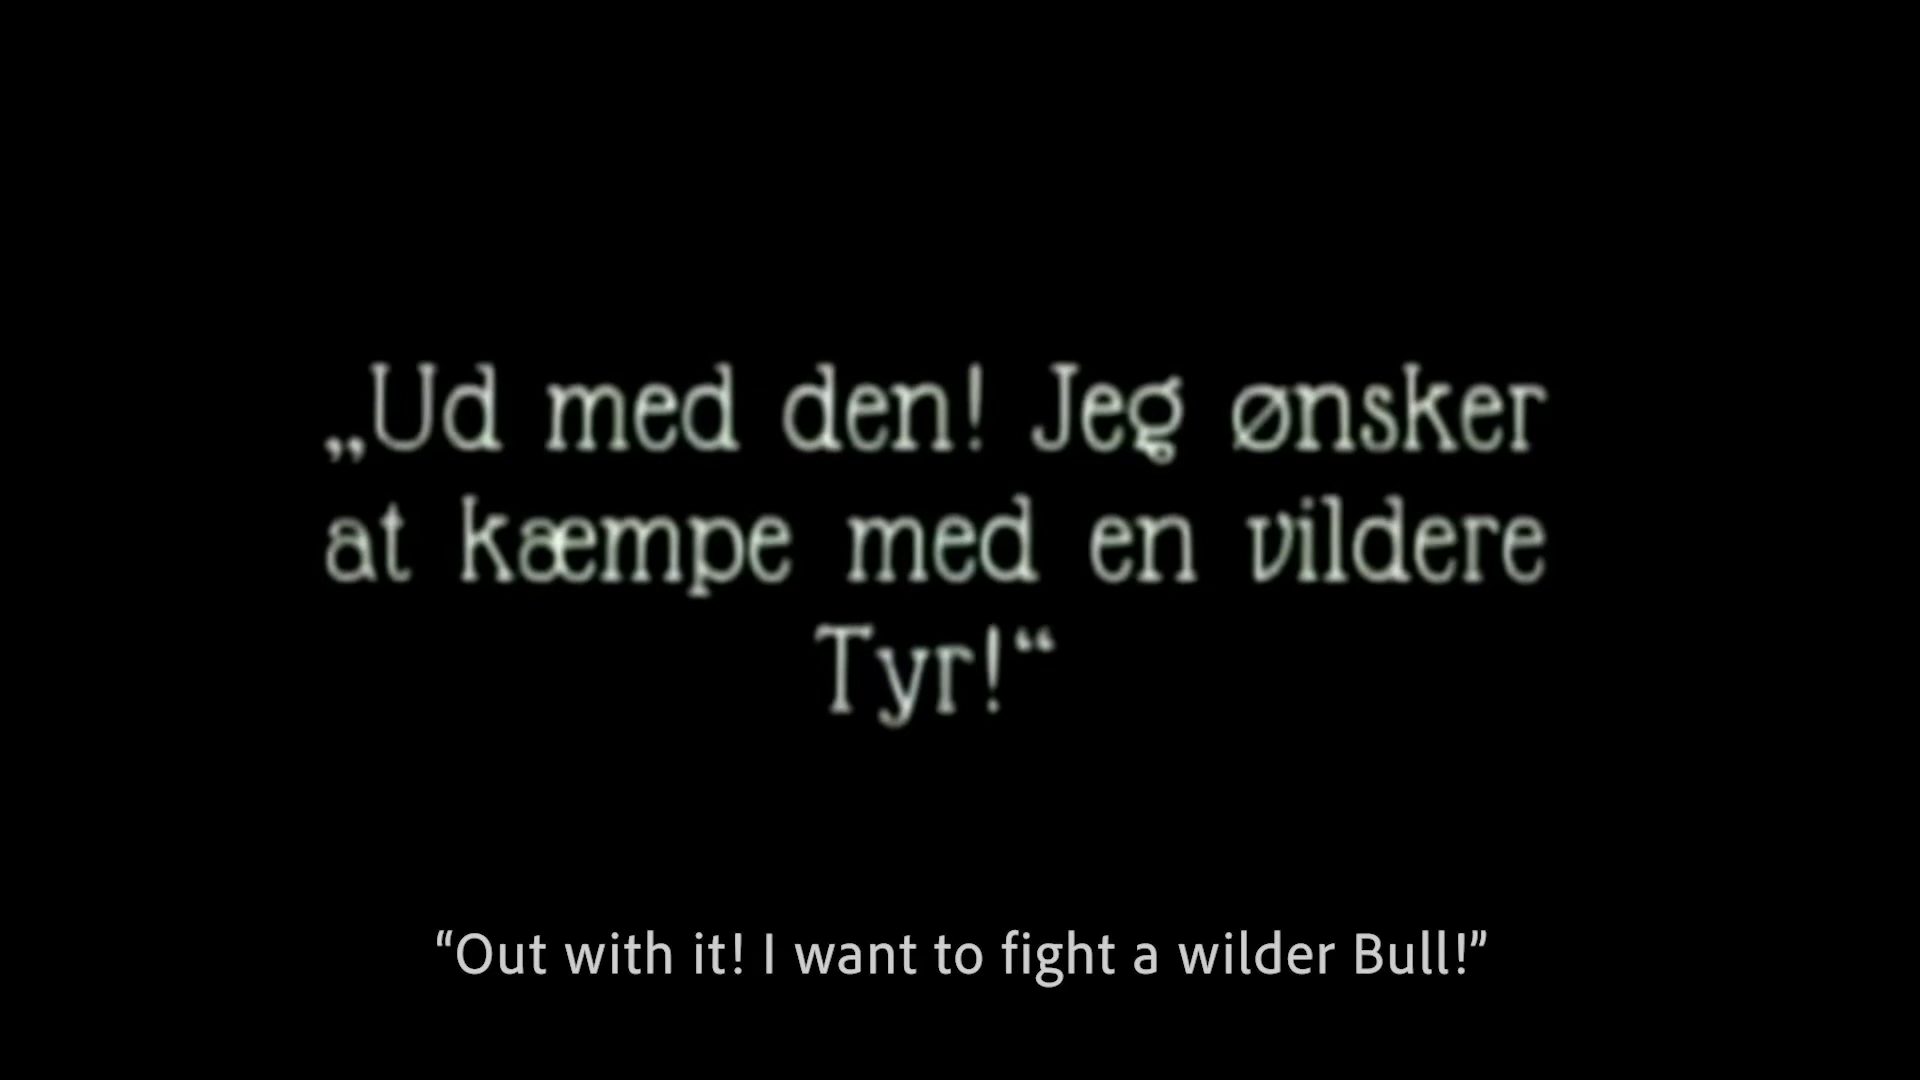 „Ud med den! Jeg ønsker
at kæmpe med en vildere
Tyr!“
“Out with it! I want to fight a wilder Bull!”